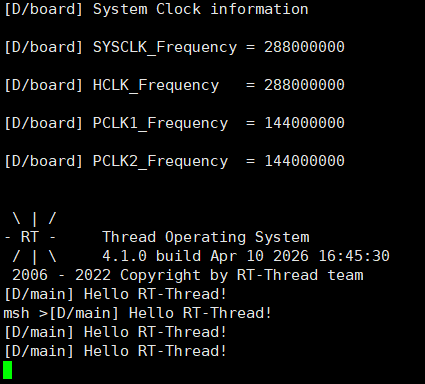 [D/board] System Clock information
[D/board] SYSCLK_Frequency = 288000000
[D/board] HCLK_Frequency   = 288000000
[D/board] PCLK1_Frequency  = 144000000
[D/board] PCLK2_Frequency  = 144000000
 \ | /
- RT -     Thread Operating System
 / | \     4.1.0 build Apr 10 2026 16:45:30
 2006 - 2022 Copyright by RT-Thread team
[D/main] Hello RT-Thread!
msh >[D/main] Hello RT-Thread!
[D/main] Hello RT-Thread!
[D/main] Hello RT-Thread!